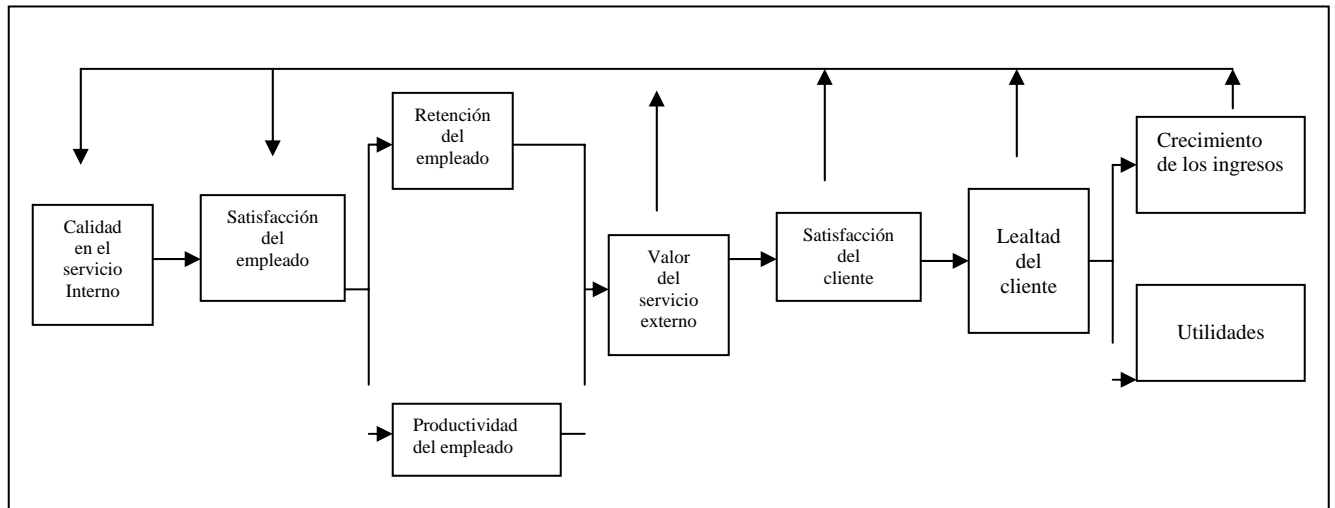 Calidad
en el
servicio
Interno
Satisfacción
del
empleado
Retención
del
empleado
Productividad
del empleado
Valor
del
servicio
externo
Satisfacción
del
cliente
Lealtad
del
cliente
Crecimiento
de los ingresos
Utilidades